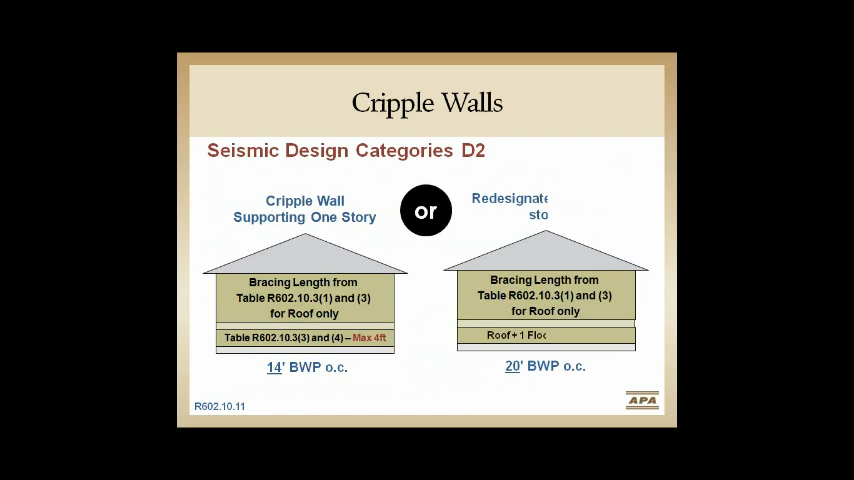 Cripple Walls
Seismic Design Categories D2
Cripple Wall
Supporting One Story
or
Redesignate
sto
Bracing Length from
Table R602.10.3(1) and (3)
for Roof only
Table R602.10.3(3) and (4) – Max 4ft
14' BWP o.c.
Bracing Length from
Table R602.10.3(1) and (3)
for Roof only
Roof + 1 Floo
20' BWP o.c.
R602.10.11
APA